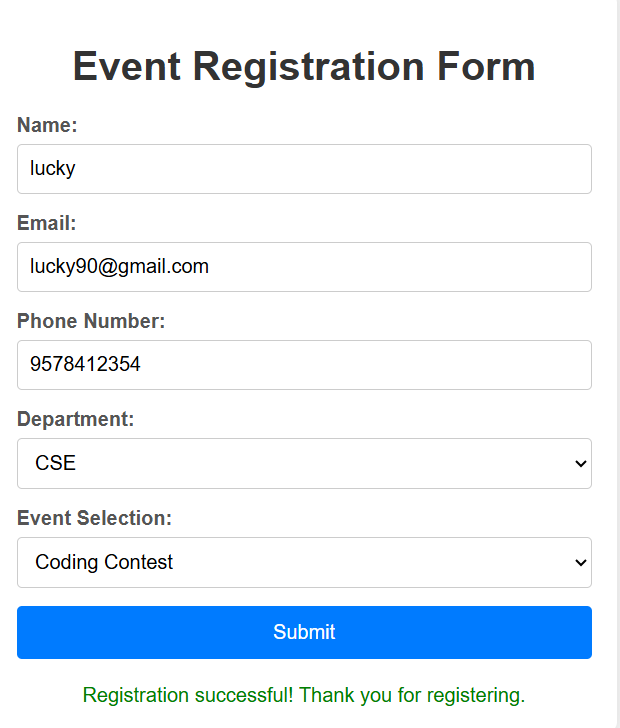 Event Registration Form
Name:
lucky
Email:
lucky90@gmail.com
Phone Number:
9578412354
Department:
CSE
Event Selection:
Coding Contest
Submit
Registration successful! Thank you for registering.